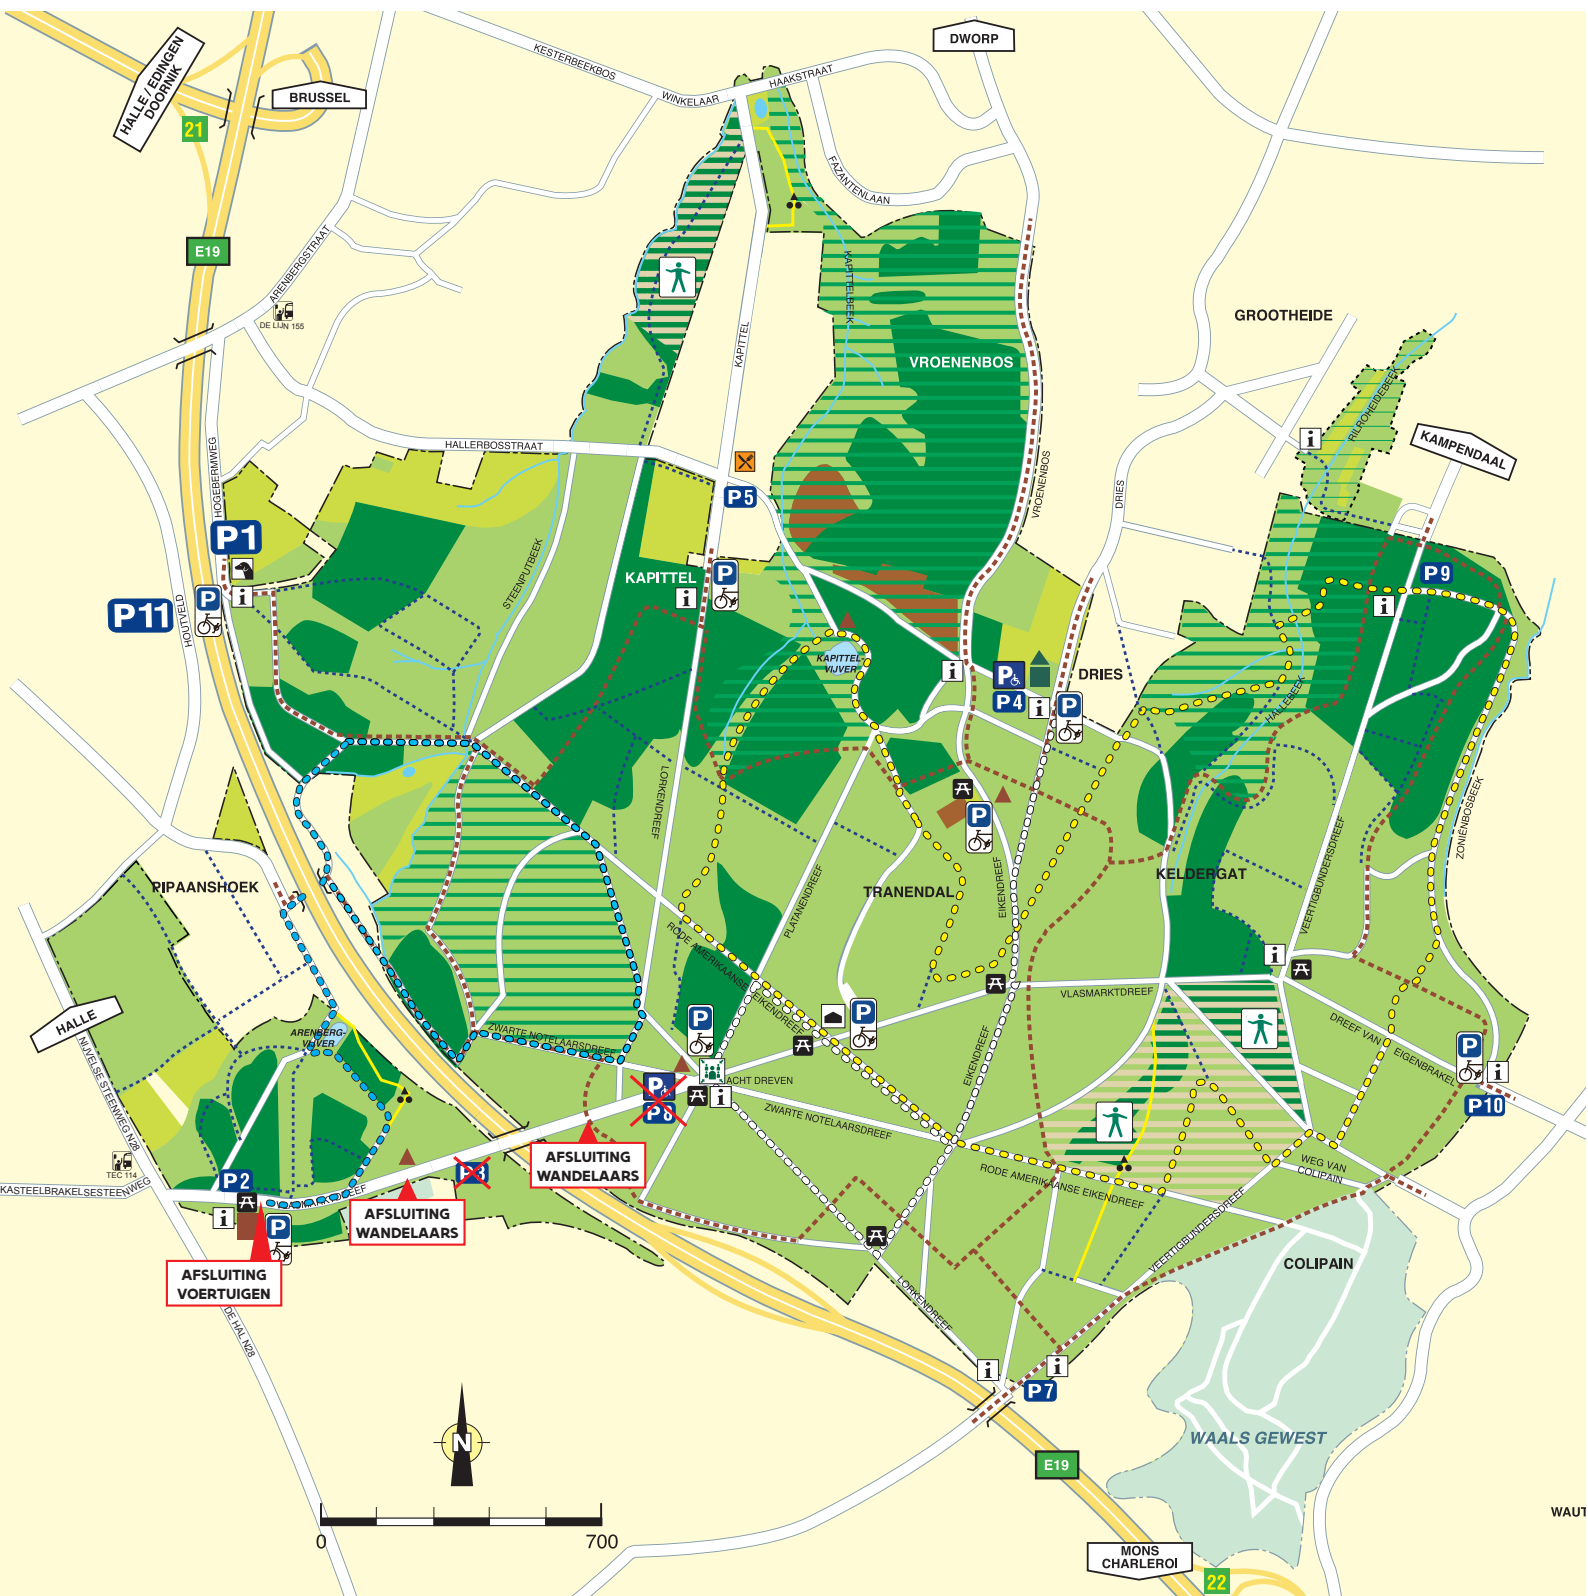 DWORP
KESTERBEEKBOS
HALLE / EDINGEN
DOORNIK
BRUSSEL
WINKELAAR
HAAKSTRAAT
21
FAZANTENLAAN
E19
ARENBERGSTRAAT
KAPITTELBEEK
DE LIJN 155
GROOTHEIDE
KAPITTEL
VROENENBOS
RILROHEIDEBEEK
i
KAMPENDAAL
HALLERBOSSTRAAT
HOGEBERMWEG
VROENENBOS
DRIES
P5
P1
STEENPUTBEEK
KAPITTEL
P
i
P9
i
P
i
P11
HOUTVELD
KAPITTEL-
VIJVER
i
P
P4
i
DRIES
P
HALLEBEEK
LORKENDREEF
P
ZONIËNBOSBEEK
VEERTIGBUNDERSDREEF
PIPAANSHOEK
PLATANENDREEF
TRANENDAL
EIKENDREEF
KELDERGAT
RODE AMERIKAANSE EIKENDREEF
i
VLASMARKTDREEF
HALLE
NIJVELSE STEENWEG N28
ARENBERG-
VIJVER
ZWARTE NOTELAARSDREEF
P
P
EIKENDREEF
DREEF VAN EIGENBRAKEL
P
i
P10
P
P8
ACHT DREVEN
i
ZWARTE NOTELAARSDREEF
TEC 114
KASTEELBRAKELSESTEENWEG
P2
AFSLUITING
WANDELAARS
RODE AMERIKAANSE EIKENDREEF
WEG VAN
COLIPAIN
i
P
AFSLUITING
WANDELAARS
AFSLUITING
VOERTUIGEN
VEERTIGBUNDERSDREEF
COLIPAIN
DE HAL N28
LORKENDREEF
i
i
P7
N
WAALS GEWEST
E19
0
700
WAUT
MONS
CHARLEROI
22